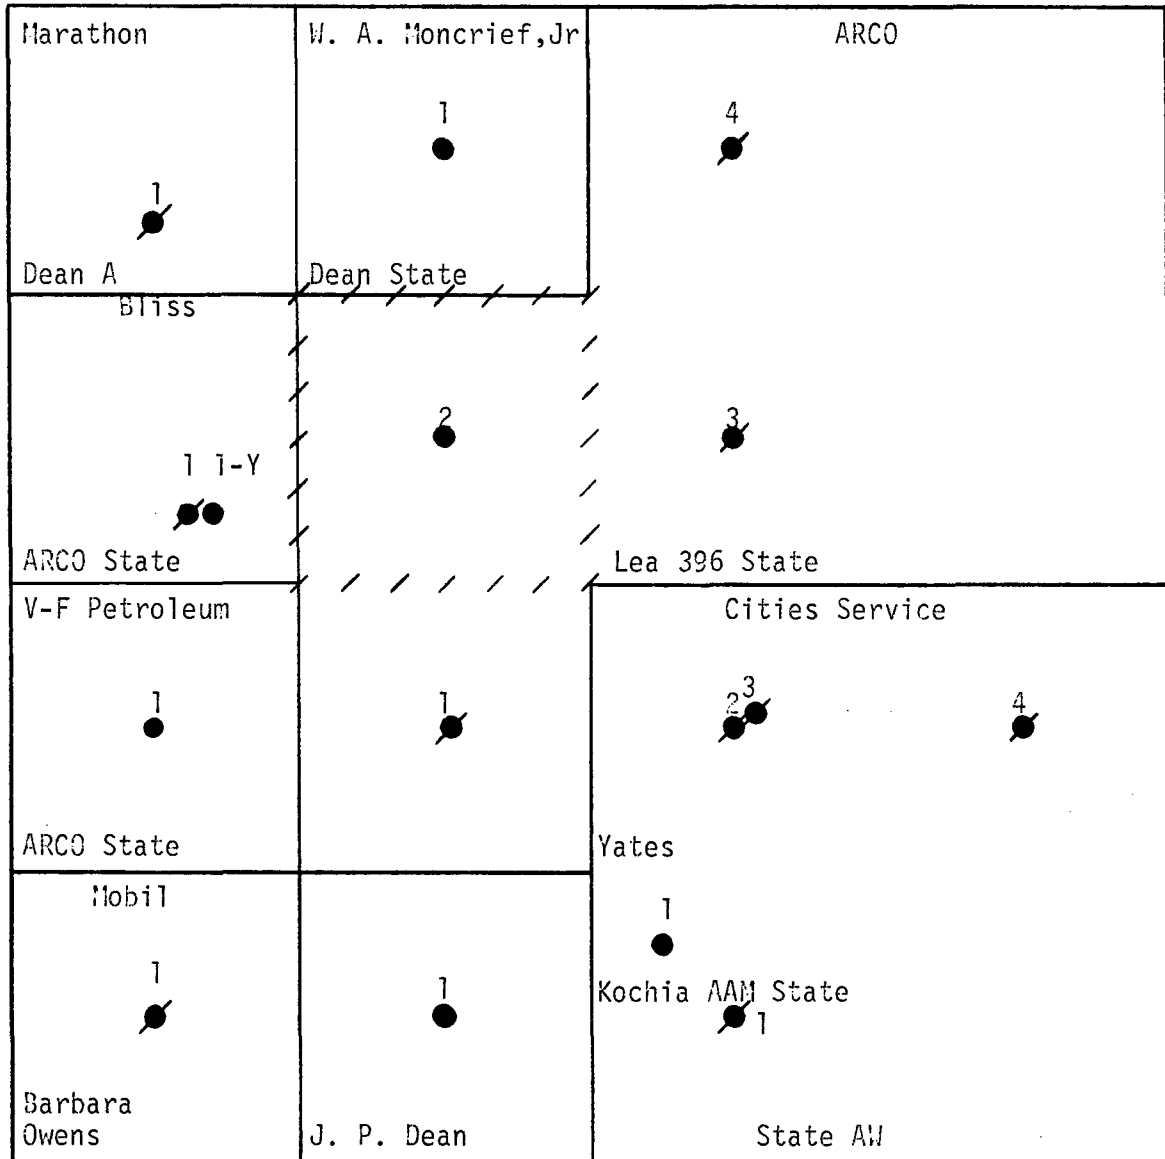 Marathon
W. A. Moncrief,Jr
ARCO
1
4
1
Dean A
Dean State
Bliss
2
3
1 1-Y
ARCO State
Lea 396 State
V-F Petroleum
Cities Service
1
1
2
3
4
ARCO State
Yates
Mobil
1
1
1
Kochia AAM State
1
Barbara
Owens
J. P. Dean
State AW